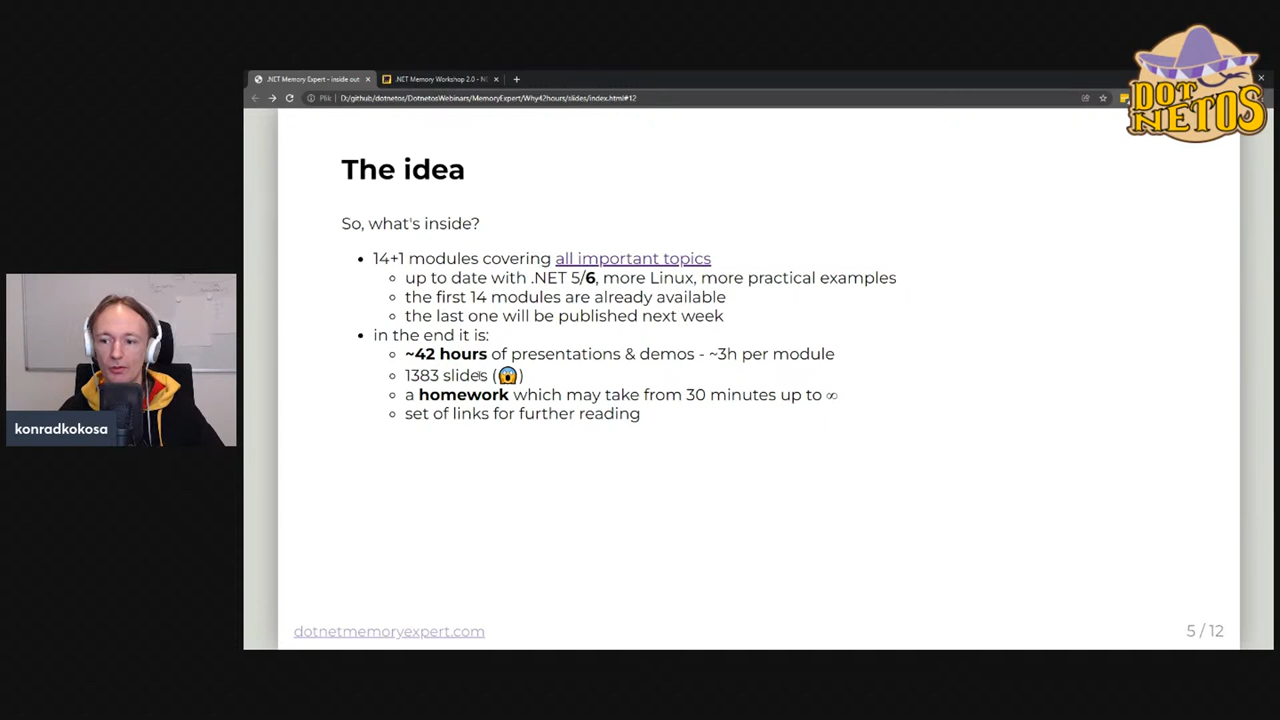 .NET Memory Expert - inside out
.NET Memory Workshop 2.0 - NE
Plik
D:/github/dotnetos/DotnetosWebinars/MemoryExpert/Why42hours/slides/index.html#12
DOT
NETOS
The idea
So, what's inside?
14+1 modules covering all important topics
up to date with .NET 5/6, more Linux, more practical examples
the first 14 modules are already available
the last one will be published next week
in the end it is:
~42 hours of presentations & demos - ~3h per module
1383 slides (😱)
a homework which may take from 30 minutes up to ∞
set of links for further reading
konradkokosa
dotnetmemoryexpert.com
5 / 12